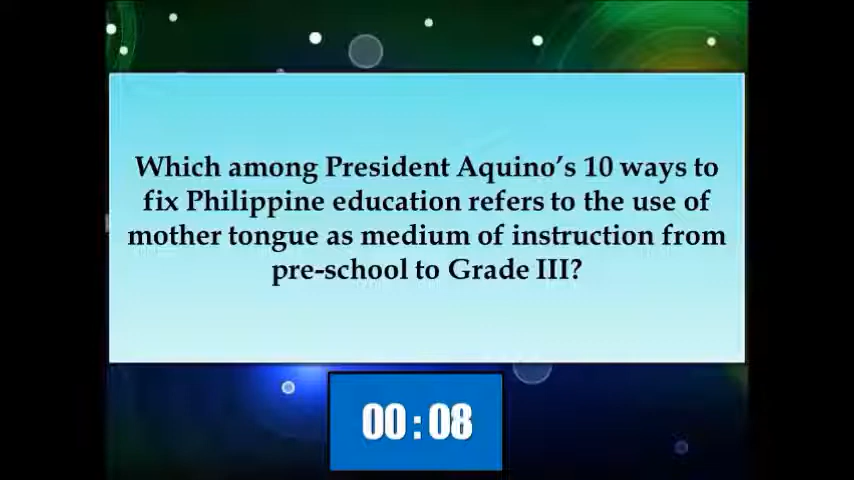 Which among President Aquino’s 10 ways to
fix Philippine education refers to the use of
mother tongue as medium of instruction from
pre-school to Grade III?
00:08